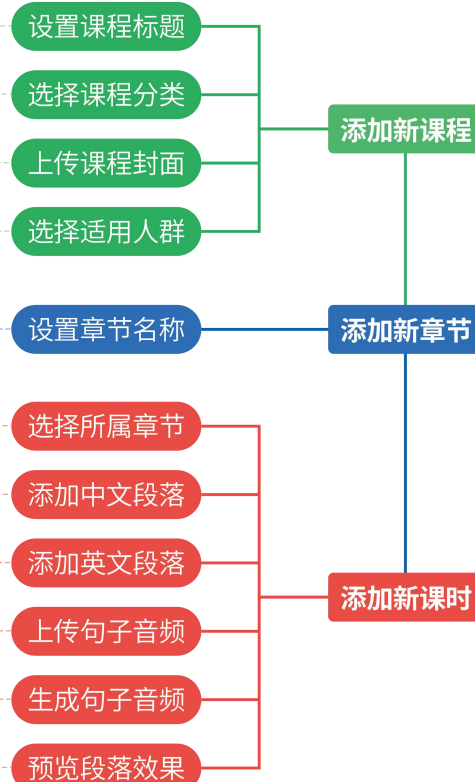 设置课程标题
选择课程分类
添加新课程
上传课程封面
选择适用人群
设置章节名称
添加新章节
选择所属章节
添加中文段落
添加英文段落
添加新课时
上传句子音频
生成句子音频
预览段落效果